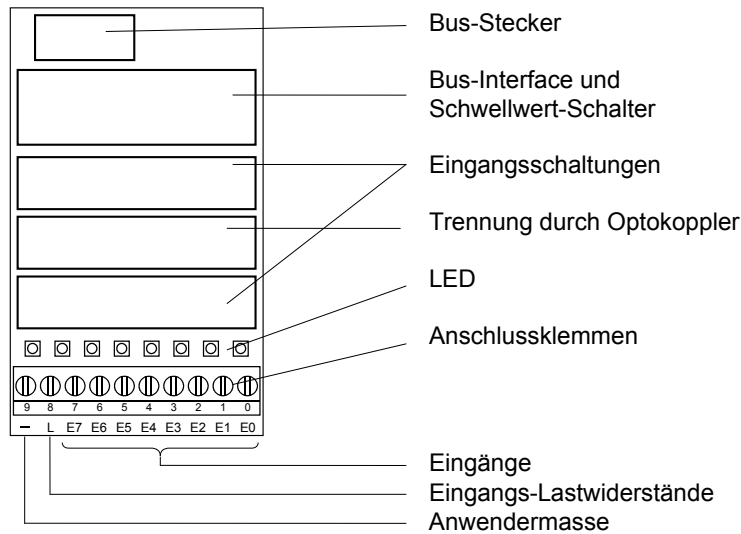 Bus-Stecker
Bus-Interface und
Schwellwert-Schalter
Eingangsschaltungen
Trennung durch Optokoppler
LED
Anschlussklemmen
9 8 7 6 5 4 3 2 1 0
– L E7 E6 E5 E4 E3 E2 E1 E0
Eingänge
Eingangs-Lastwiderstände
Anwendermasse